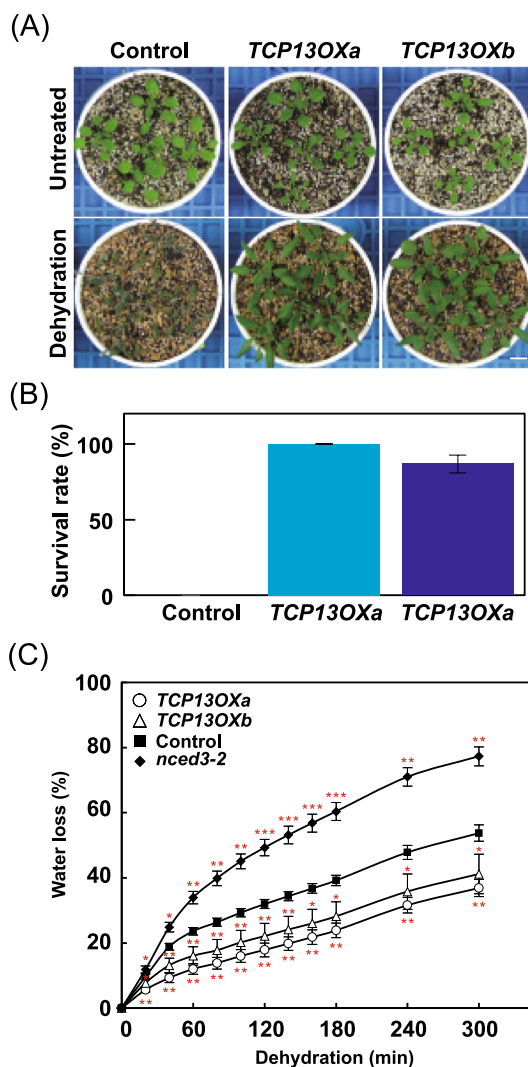 (A)
Control TCP13OXa TCP13OXb
Untreated
Dehydration
(B)
Survival rate (%)
100
50
0
Control TCP13OXa TCP13OXa
(C)
Water loss (%)
100
80
60
40
20
0
TCP13OXa
TCP13OXb
Control
nced3-2
* * ** ** ** *** *** *** *** ** **
** ** ** ** ** ** ** * * * *
** ** ** ** ** ** ** ** ** ** **
0 60 120 180 240 300
Dehydration (min)